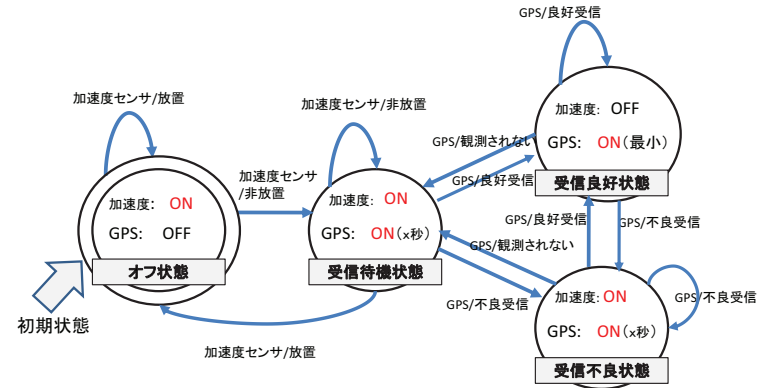 GPS/良好受信
加速度センサ/放置
加速度センサ/非放置
加速度: OFF
GPS: ON(最小)
受信良好状態
GPS/観測されない
GPS/良好受信
加速度センサ
/非放置
加速度: ON
GPS: OFF
オフ状態
加速度: ON
GPS: ON(x秒)
受信待機状態
GPS/良好受信
GPS/不良受信
GPS/観測されない
GPS/不良受信
加速度: ON
GPS: ON(x秒)
受信不良状態
GPS/不良受信
初期状態
加速度センサ/放置